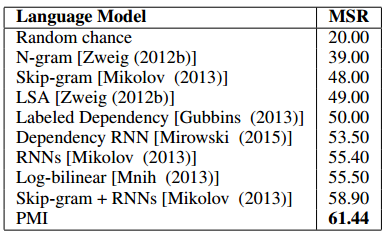 Language Model MSR
Random chance 20.00
N-gram [Zweig (2012b)] 39.00
Skip-gram [Mikolov (2013)] 48.00
LSA [Zweig (2012b)] 49.00
Labeled Dependency [Gubbins (2013)] 50.00
Dependency RNN [Mirowski (2015)] 53.50
RNNs [Mikolov (2013)] 55.40
Log-bilinear [Mnih (2013)] 55.50
Skip-gram + RNNs [Mikolov (2013)] 58.90
PMI 61.44